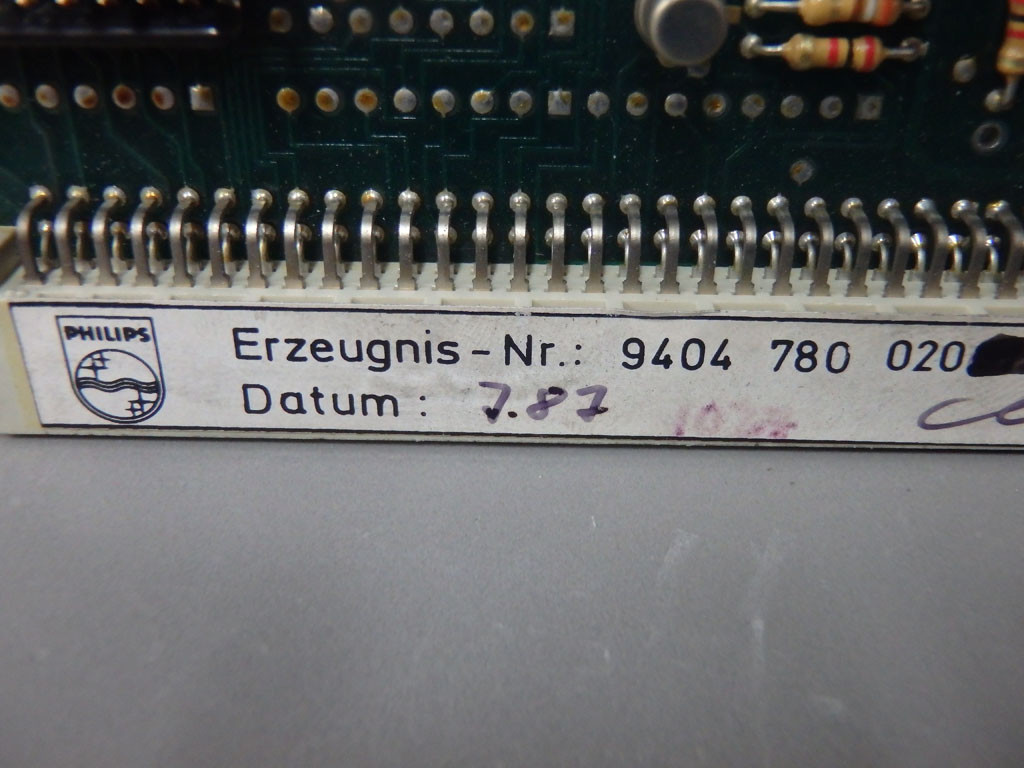 PHILIPS
Erzeugnis-Nr.: 9404 780 020
Datum: 7.87